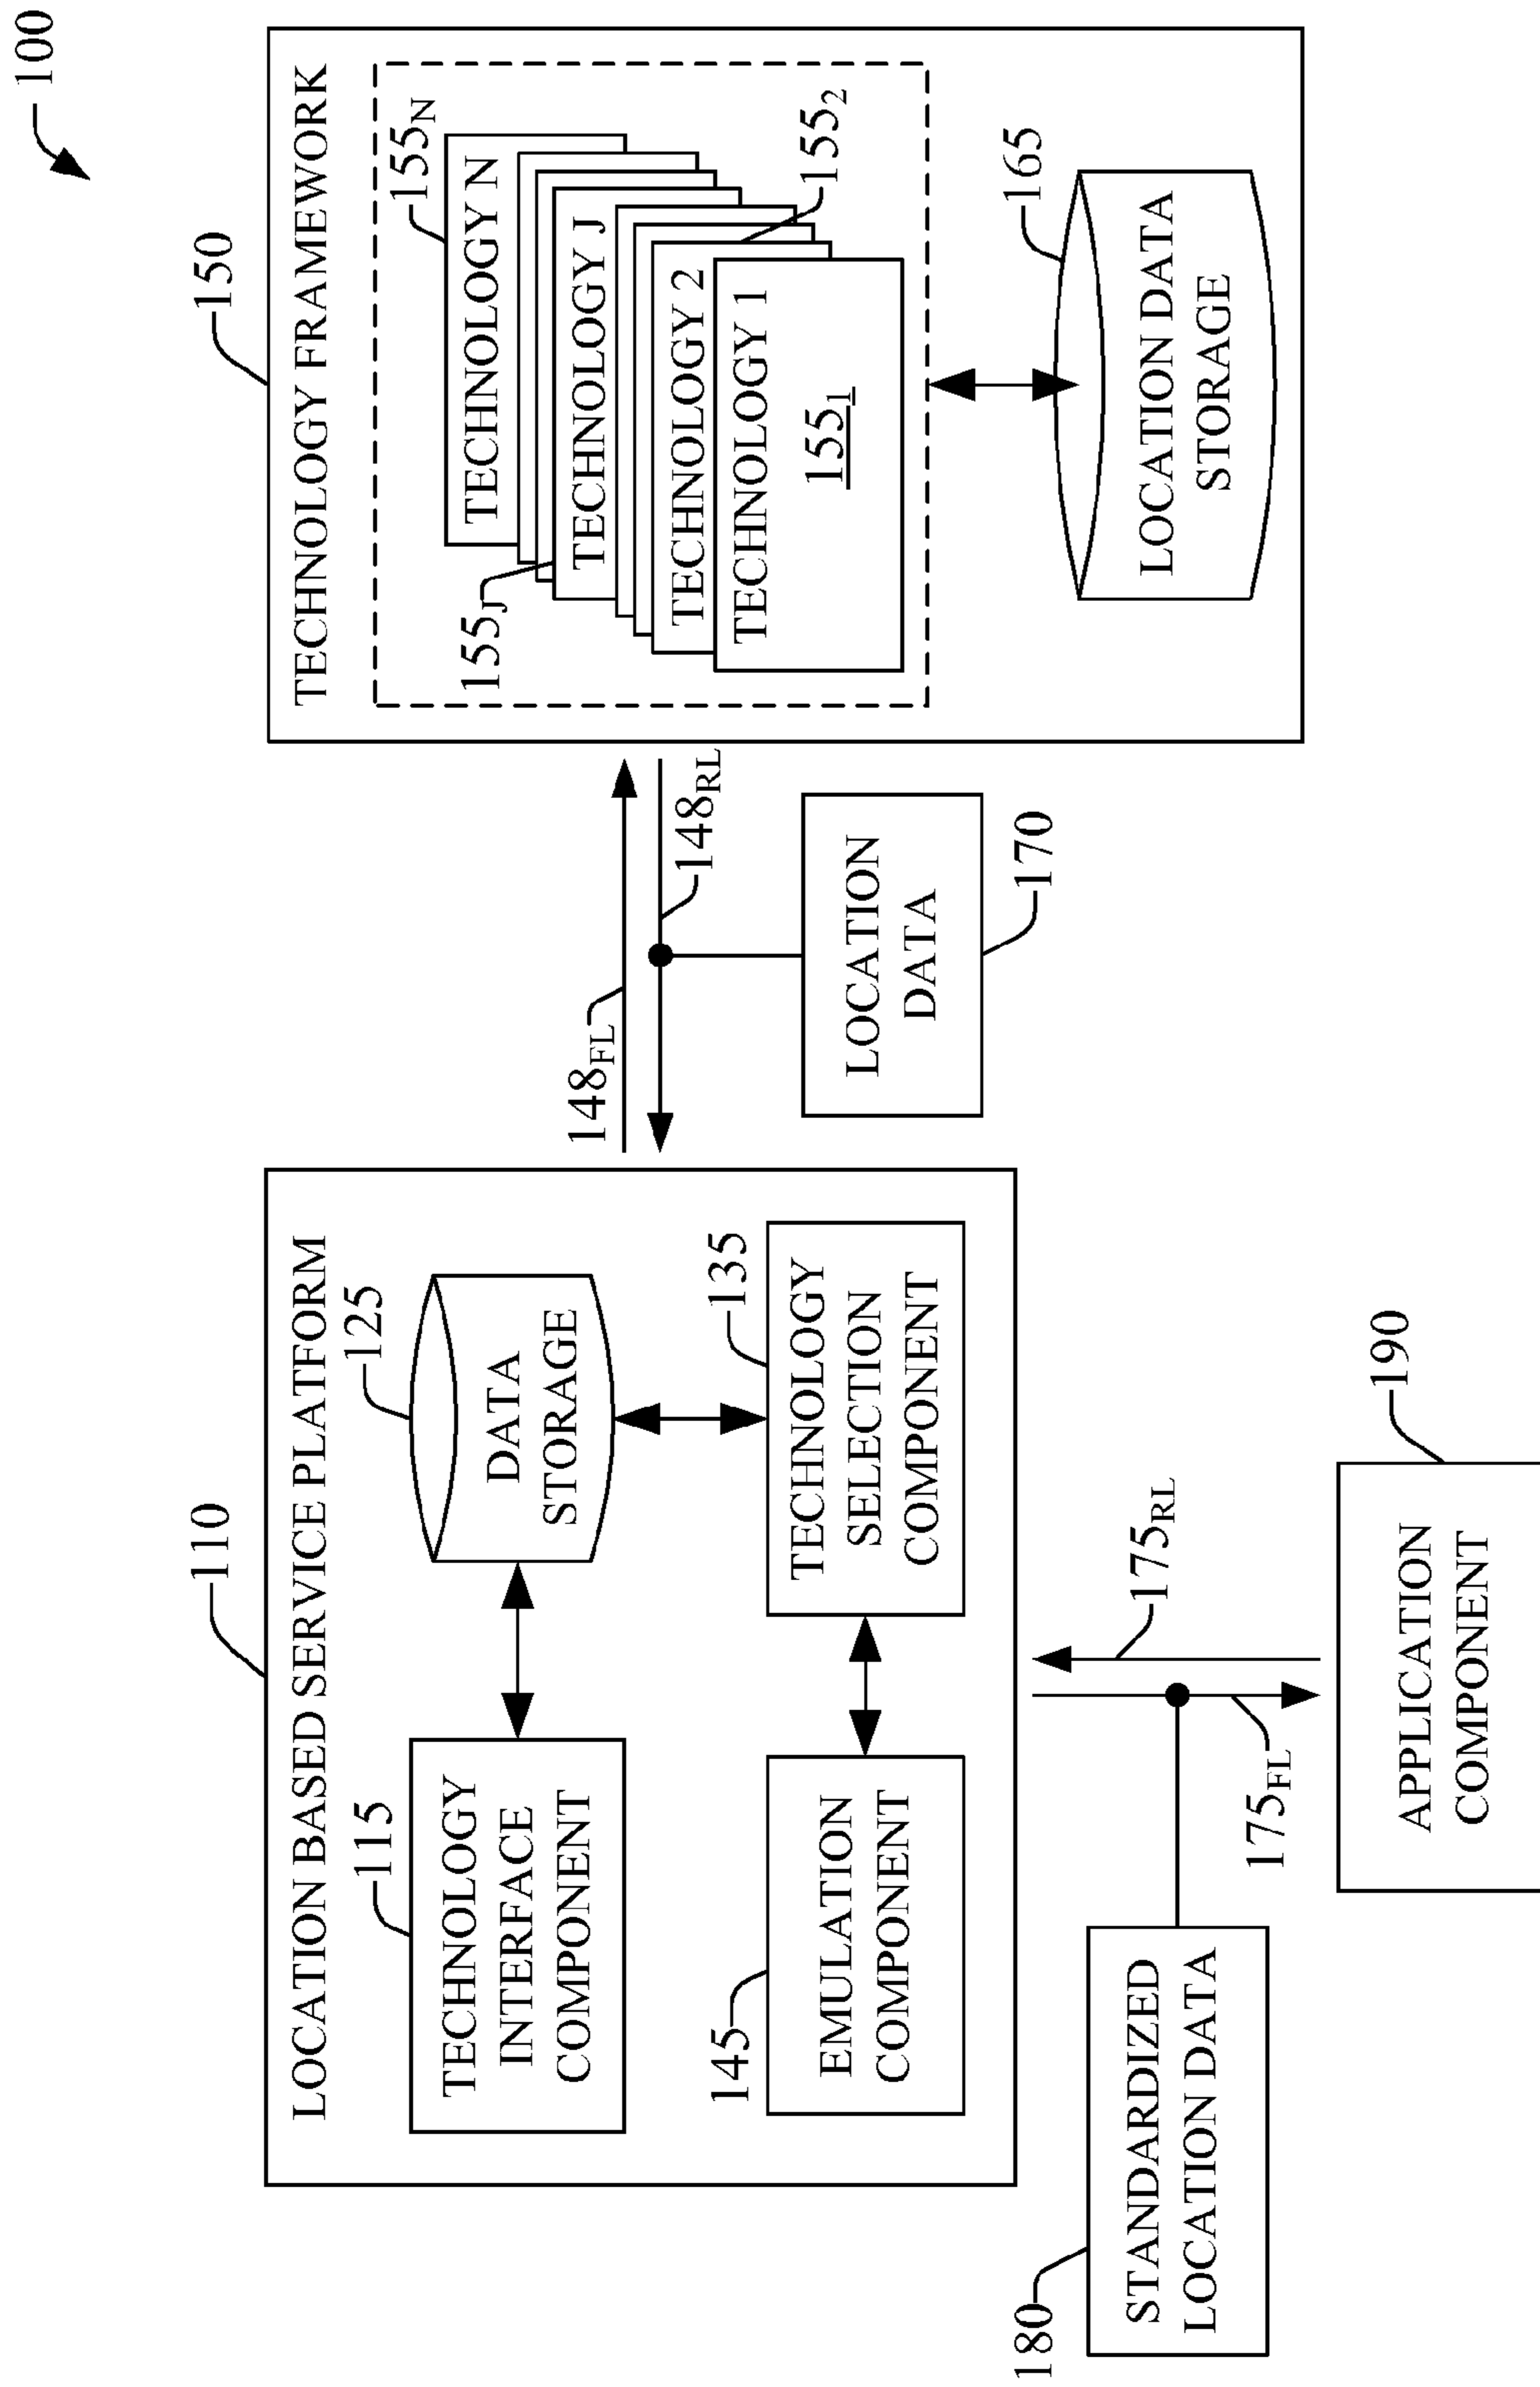 100
110
LOCATION BASED SERVICE PLATFORM
115
TECHNOLOGY
INTERFACE
COMPONENT
125
DATA
STORAGE
145
EMULATION
COMPONENT
135
TECHNOLOGY
SELECTION
COMPONENT
148FL
148RL
LOCATION
DATA
170
150
TECHNOLOGY FRAMEWORK
155N
TECHNOLOGY N
155J
TECHNOLOGY J
TECHNOLOGY 2
1552
TECHNOLOGY 1
1551
165
LOCATION DATA
STORAGE
180
STANDARDIZED
LOCATION DATA
175FL
175RL
190
APPLICATION
COMPONENT